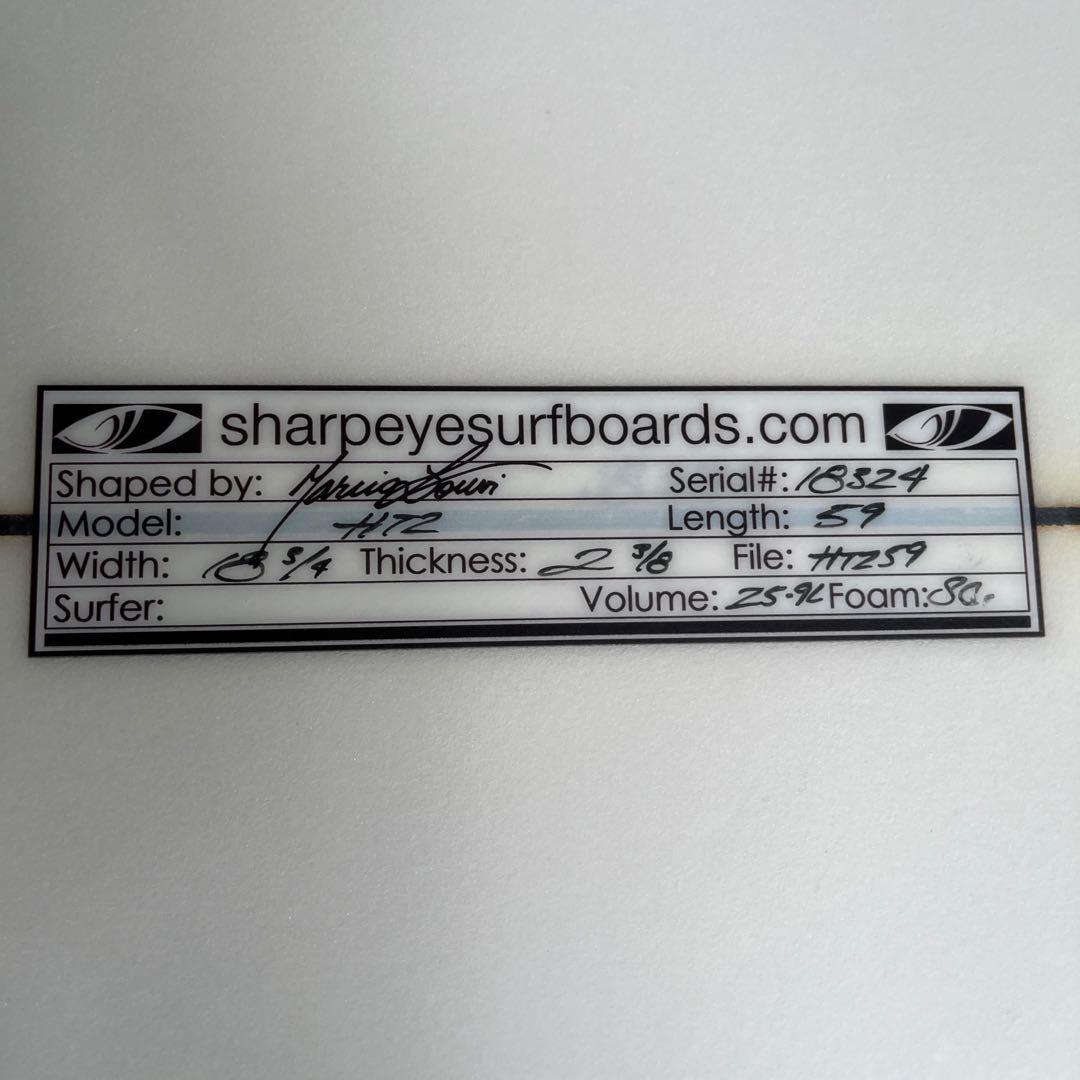 sharpeyesurfboards.com
Shaped by: Serial#: 18324
Model: HT2 Length: 59
Width: 18 3/4 Thickness: 2 3/8 File: HT259
Surfer: Volume: 25.9L Foam: